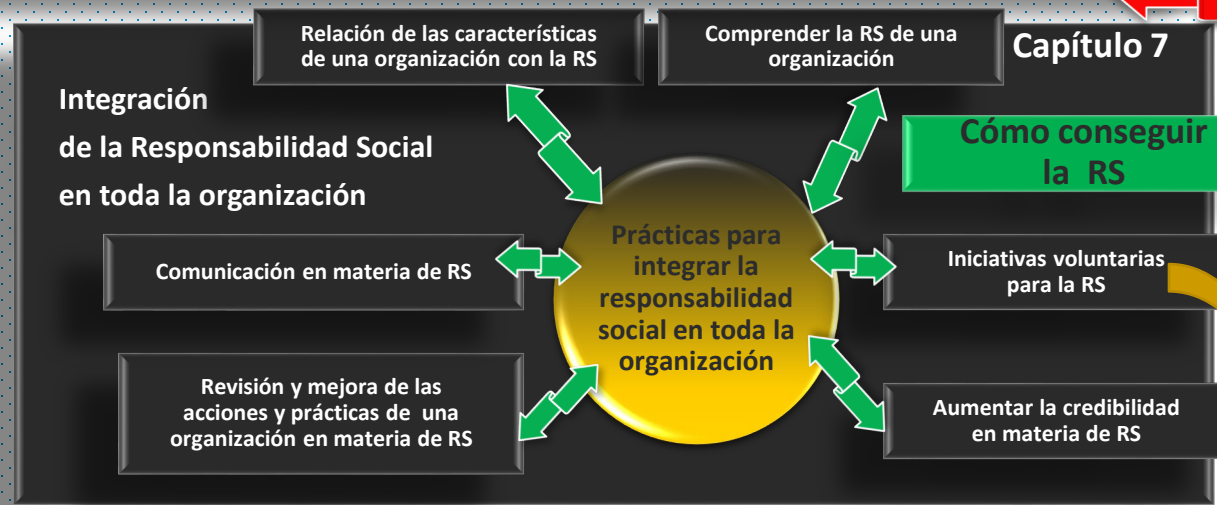 Relación de las características
de una organización con la RS
Comprender la RS de una
organización
Capítulo 7
Integración
de la Responsabilidad Social
en toda la organización
Cómo conseguir
la RS
Prácticas para
integrar la
responsabilidad
social en toda la
organización
Comunicación en materia de RS
Iniciativas voluntarias
para la RS
Revisión y mejora de las
acciones y prácticas de una
organización en materia de RS
Aumentar la credibilidad
en materia de RS